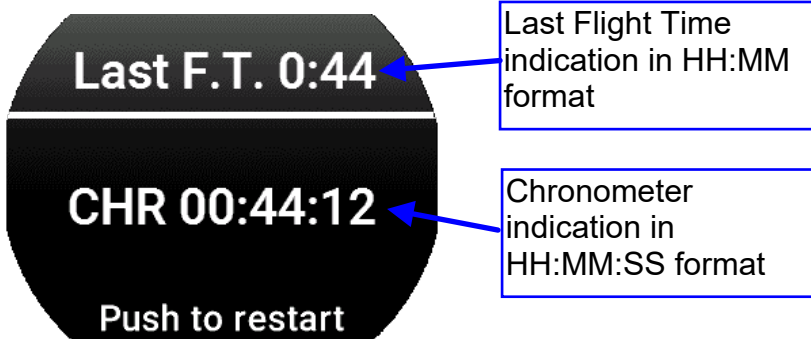 Last F.T. 0:44
CHR 00:44:12
Push to restart
Last Flight Time
indication in HH:MM
format
Chronometer
indication in
HH:MM:SS format